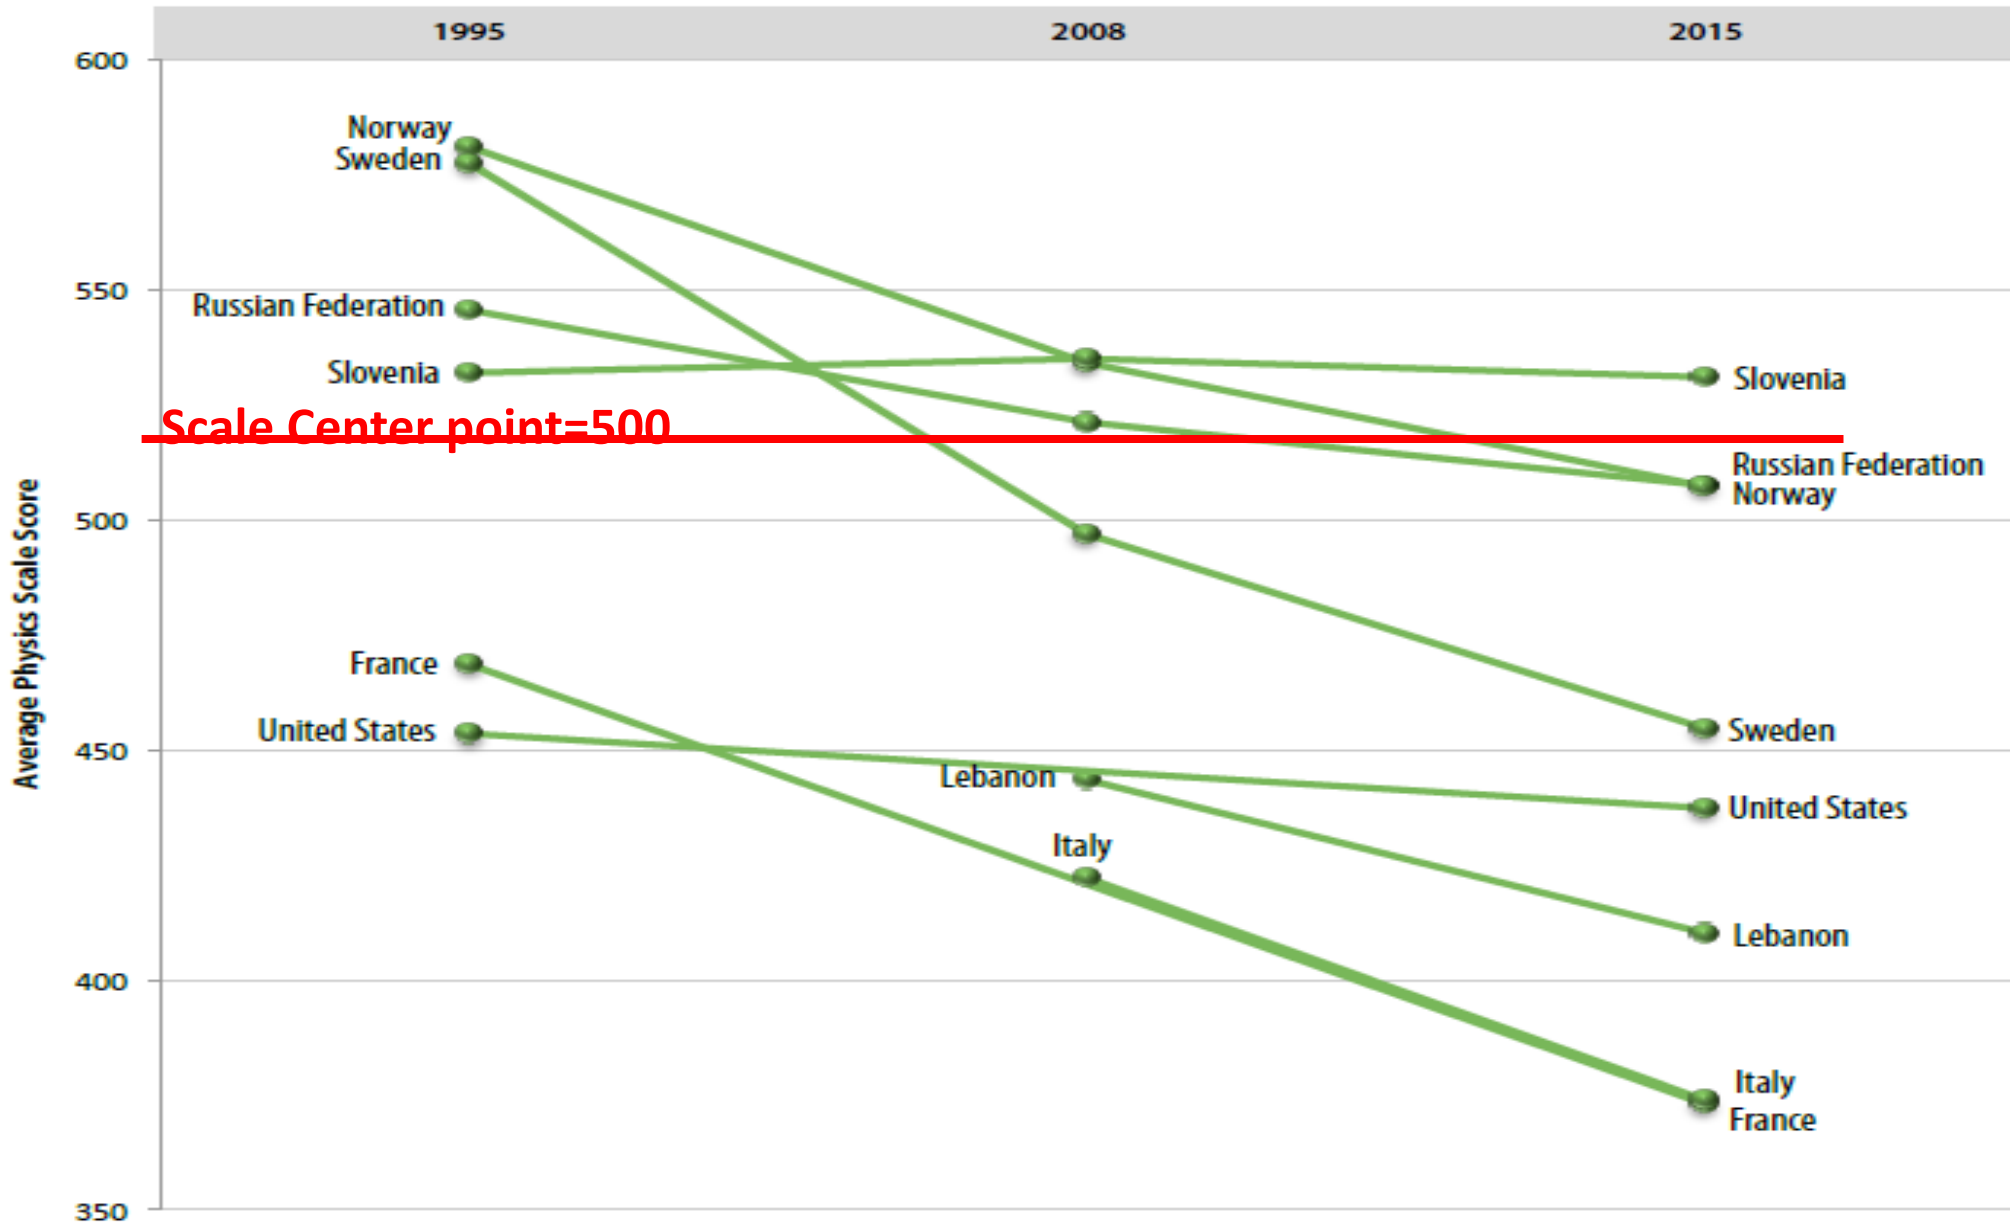 1995 2008 2015
600
Norway
Sweden
550
Russian Federation
Slovenia
Slovenia
Scale Center point=500
Russian Federation
Norway
500
Average Physics Scale Score
France
United States
Sweden
450
Lebanon
United States
Italy
Lebanon
400
Italy
France
350